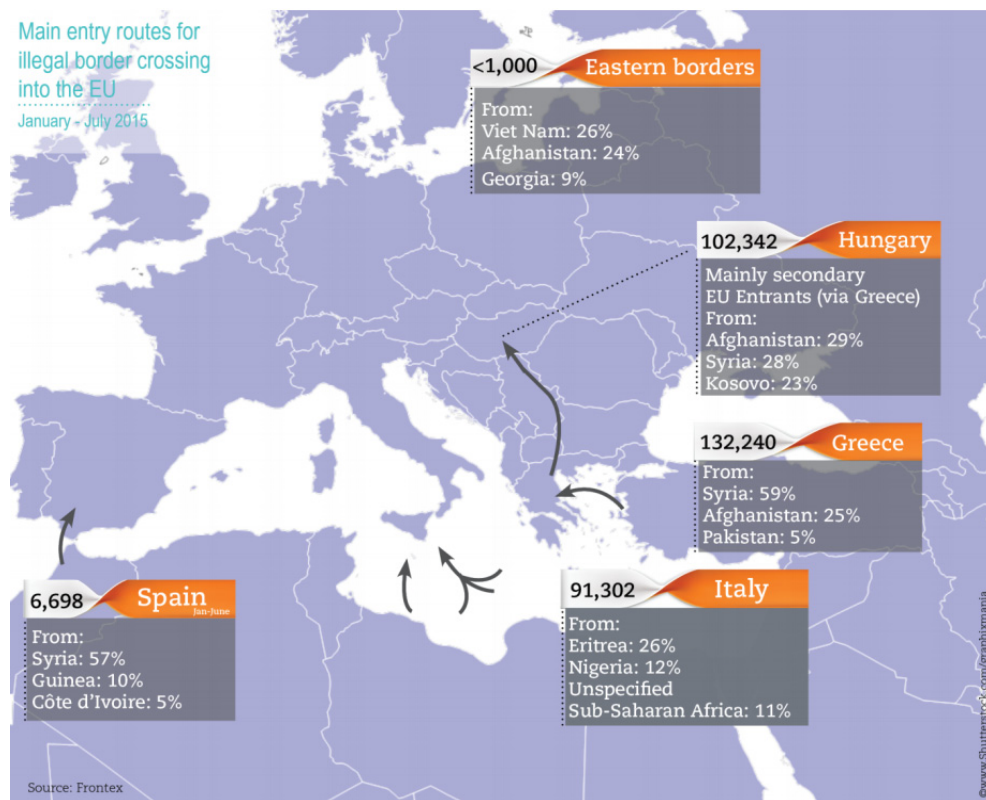 Main entry routes for
illegal border crossing
into the EU
January - July 2015
<1,000 Eastern borders
From:
Viet Nam: 26%
Afghanistan: 24%
Georgia: 9%
102,342 Hungary
Mainly secondary
EU Entrants (via Greece)
From:
Afghanistan: 29%
Syria: 28%
Kosovo: 23%
132,240 Greece
From:
Syria: 59%
Afghanistan: 25%
Pakistan: 5%
6,698 Spain
Jan-June
From:
Syria: 57%
Guinea: 10%
Côte d'Ivoire: 5%
91,302 Italy
From:
Eritrea: 26%
Nigeria: 12%
Unspecified
Sub-Saharan Africa: 11%
Source: Frontex
©www.Shutterstock.com/graphixmania